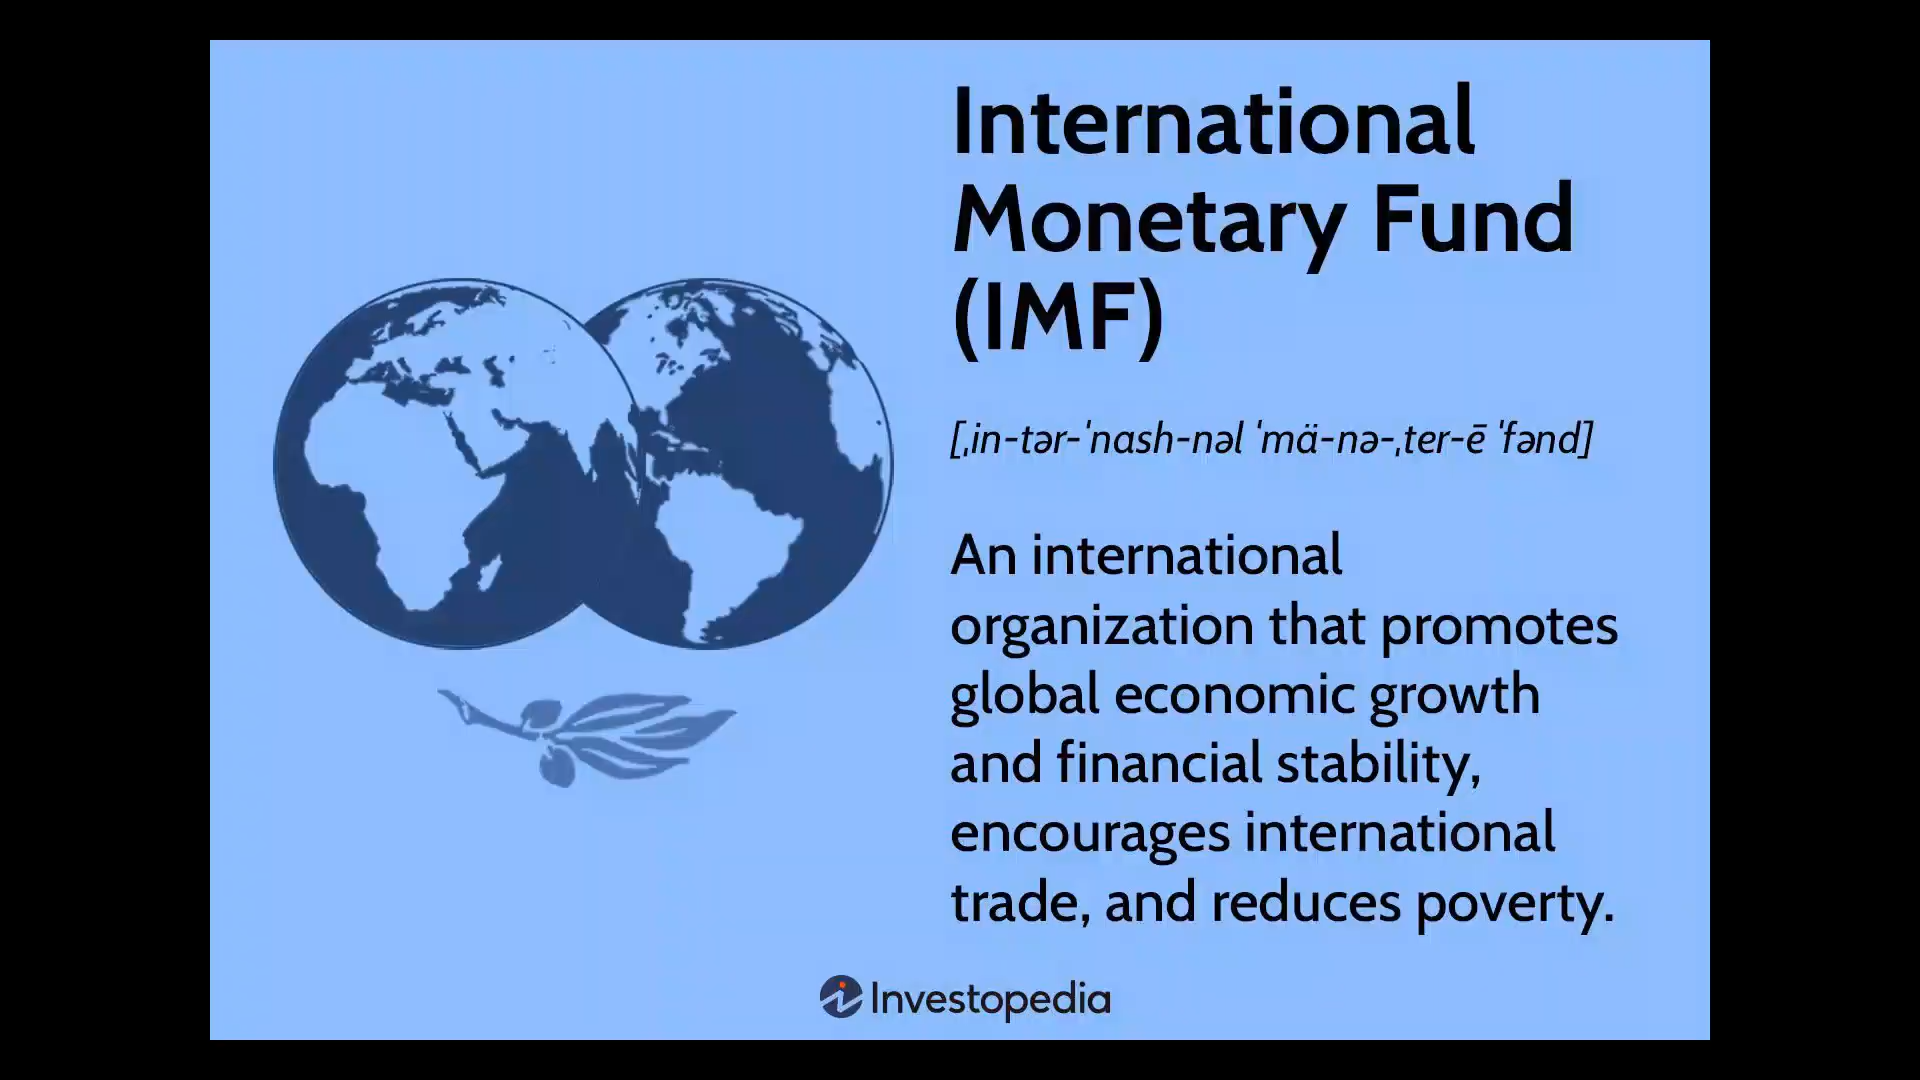 International
Monetary Fund
(IMF)
[ˌin-tər-ˈnash-nəl ˈmä-nə-ˌter-ē ˈfənd]
An international
organization that promotes
global economic growth
and financial stability,
encourages international
trade, and reduces poverty.
Investopedia